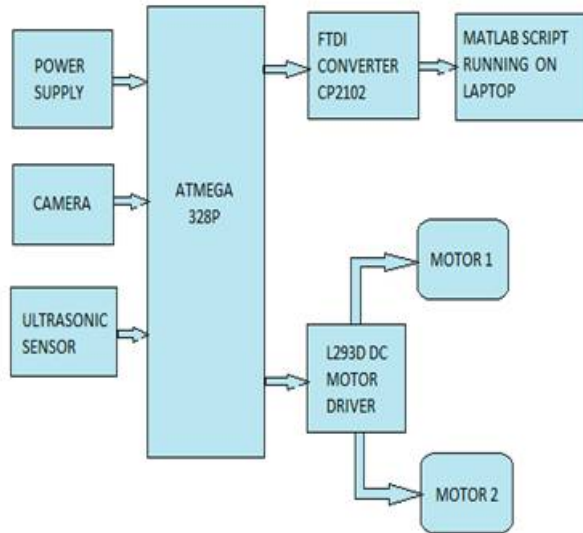 POWER
SUPPLY
CAMERA
ULTRASONIC
SENSOR
ATMEGA
328P
FTDI
CONVERTER
CP2102
MATLAB SCRIPT
RUNNING ON
LAPTOP
MOTOR 1
L293D DC
MOTOR
DRIVER
MOTOR 2